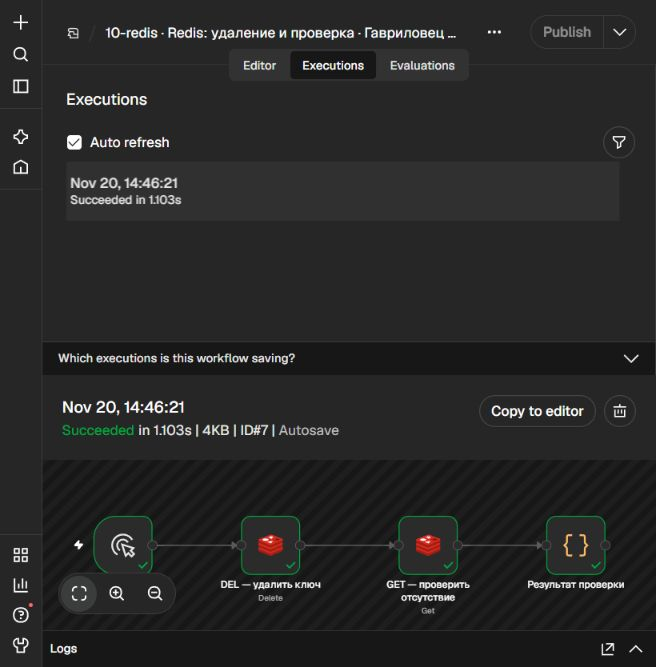 10-redis · Redis: удаление и проверка · Гавриловец ...
Publish
Editor
Executions
Evaluations
Executions
Auto refresh
Nov 20, 14:46:21
Succeeded in 1.103s
Which executions is this workflow saving?
Nov 20, 14:46:21
Succeeded in 1.103s | 4KB | ID#7 | Autosave
Copy to editor
DEL — удалить ключ
Delete
GET — проверить
отсутствие
Get
Результат проверки
Logs